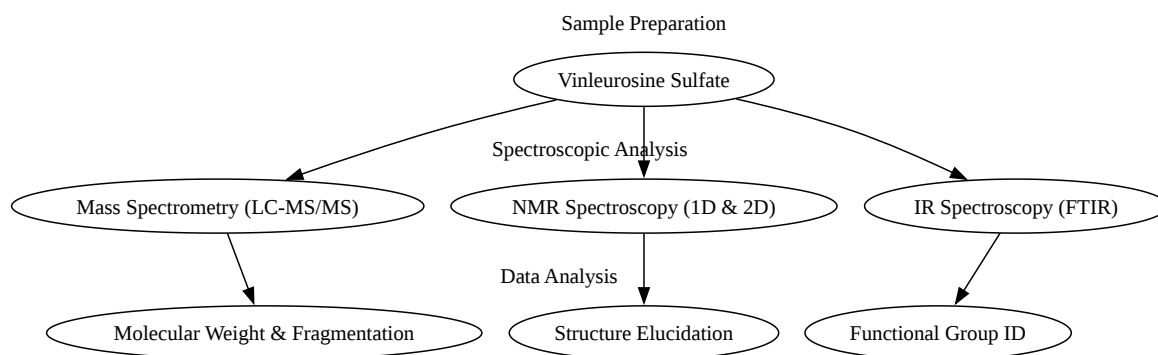 Sample Preparation
Vinleurosine Sulfate
Spectroscopic Analysis
Mass Spectrometry (LC-MS/MS)
NMR Spectroscopy (1D & 2D)
IR Spectroscopy (FTIR)
Data Analysis
Molecular Weight & Fragmentation
Structure Elucidation
Functional Group ID